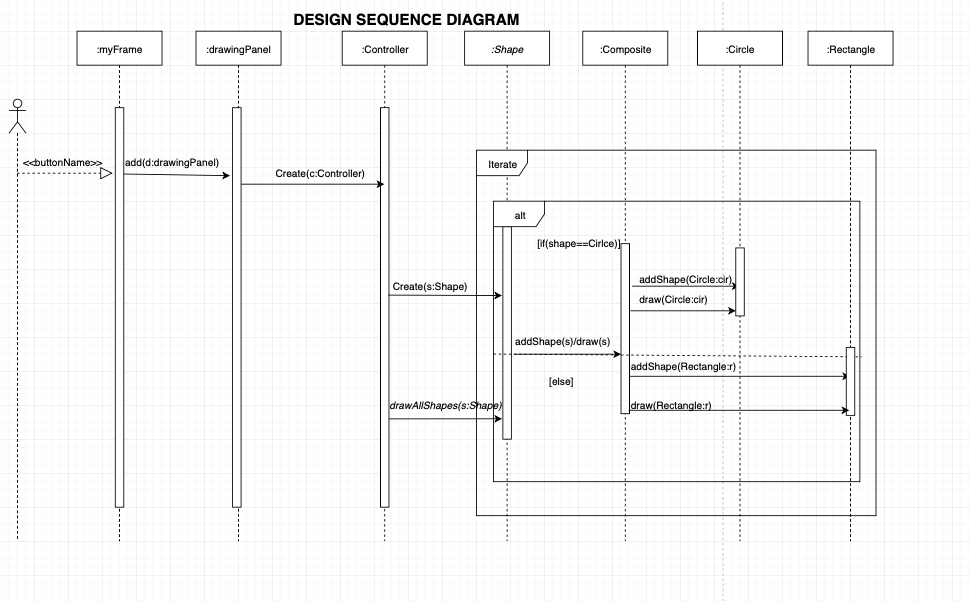 DESIGN SEQUENCE DIAGRAM
:myFrame
:drawingPanel
:Controller
:Shape
:Composite
:Circle
:Rectangle
<<buttonName>>
add(d:drawingPanel)
Create(c:Controller)
Iterate
alt
[if(shape==Cirlce)]
addShape(Circle:cir)
Create(s:Shape)
draw(Circle:cir)
addShape(s)/draw(s)
addShape(Rectangle:r)
[else]
drawAllShapes(s:Shape)
draw(Rectangle:r)